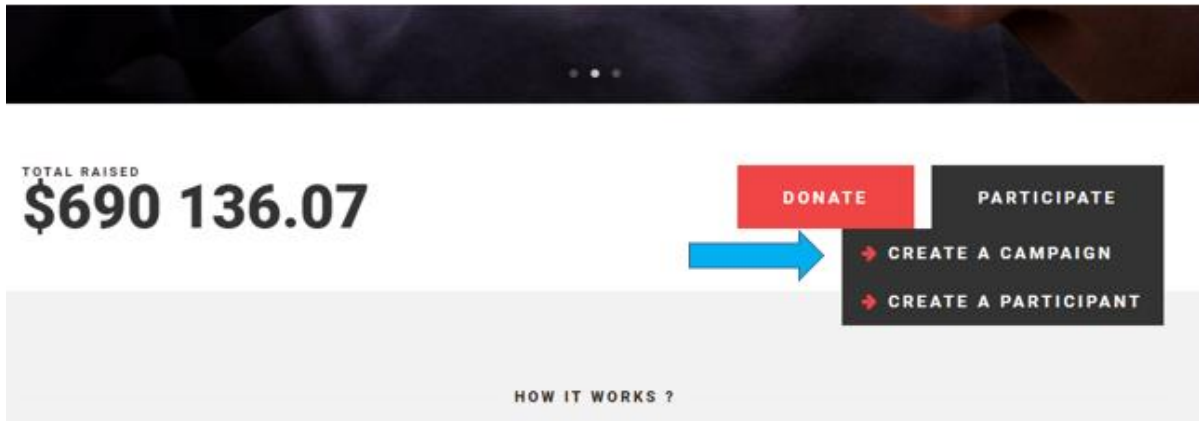 TOTAL RAISED
$690 136.07
DONATE
PARTICIPATE
CREATE A CAMPAIGN
CREATE A PARTICIPANT
HOW IT WORKS ?